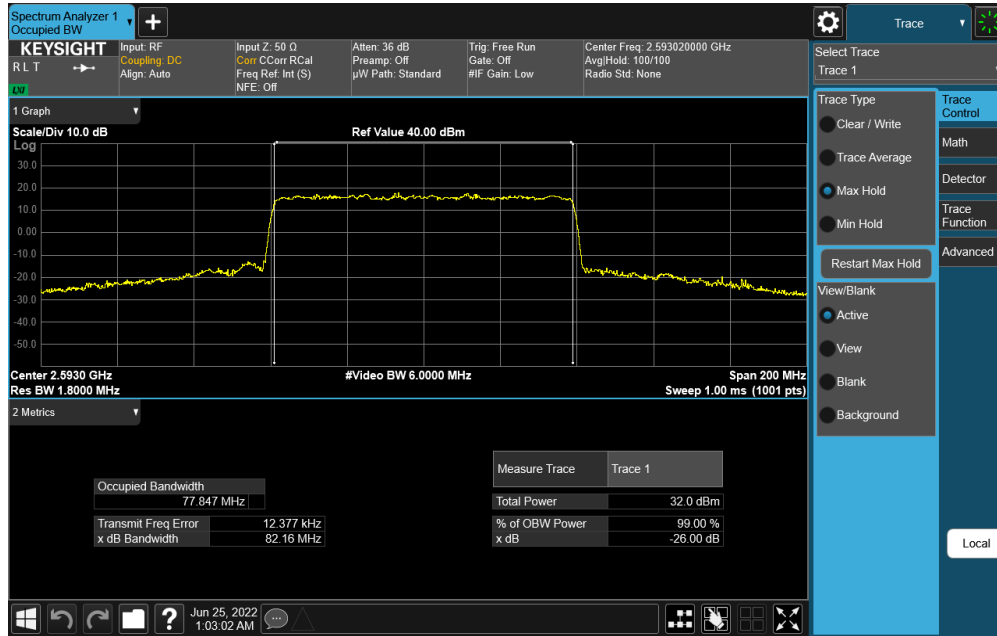 Spectrum Analyzer 1
Occupied BW
KEYSIGHT
R L T
LXI
Input: RF
Coupling: DC
Align: Auto
Input Z: 50 Ω
Corr CCorr RCal
Freq Ref: Int (S)
NFE: Off
Atten: 36 dB
Preamp: Off
µW Path: Standard
Trig: Free Run
Gate: Off
#IF Gain: Low
Center Freq: 2.593020000 GHz
Avg|Hold: 100/100
Radio Std: None
1 Graph
Scale/Div 10.0 dB
Ref Value 40.00 dBm
Log
30.0
20.0
10.0
0.00
-10.0
-20.0
-30.0
-40.0
-50.0
Center 2.5930 GHz
#Video BW 6.0000 MHz
Span 200 MHz
Res BW 1.8000 MHz
Sweep 1.00 ms (1001 pts)
2 Metrics
Occupied Bandwidth
77.847 MHz
Transmit Freq Error 12.377 kHz
x dB Bandwidth 82.16 MHz
Measure Trace Trace 1
Total Power 32.0 dBm
% of OBW Power 99.00 %
x dB -26.00 dB
Jun 25, 2022
1:03:02 AM
Trace
Select Trace
Trace 1
Trace Type
Clear / Write
Trace Average
Max Hold
Min Hold
Restart Max Hold
View/Blank
Active
View
Blank
Background
Trace
Control
Math
Detector
Trace
Function
Advanced
Local